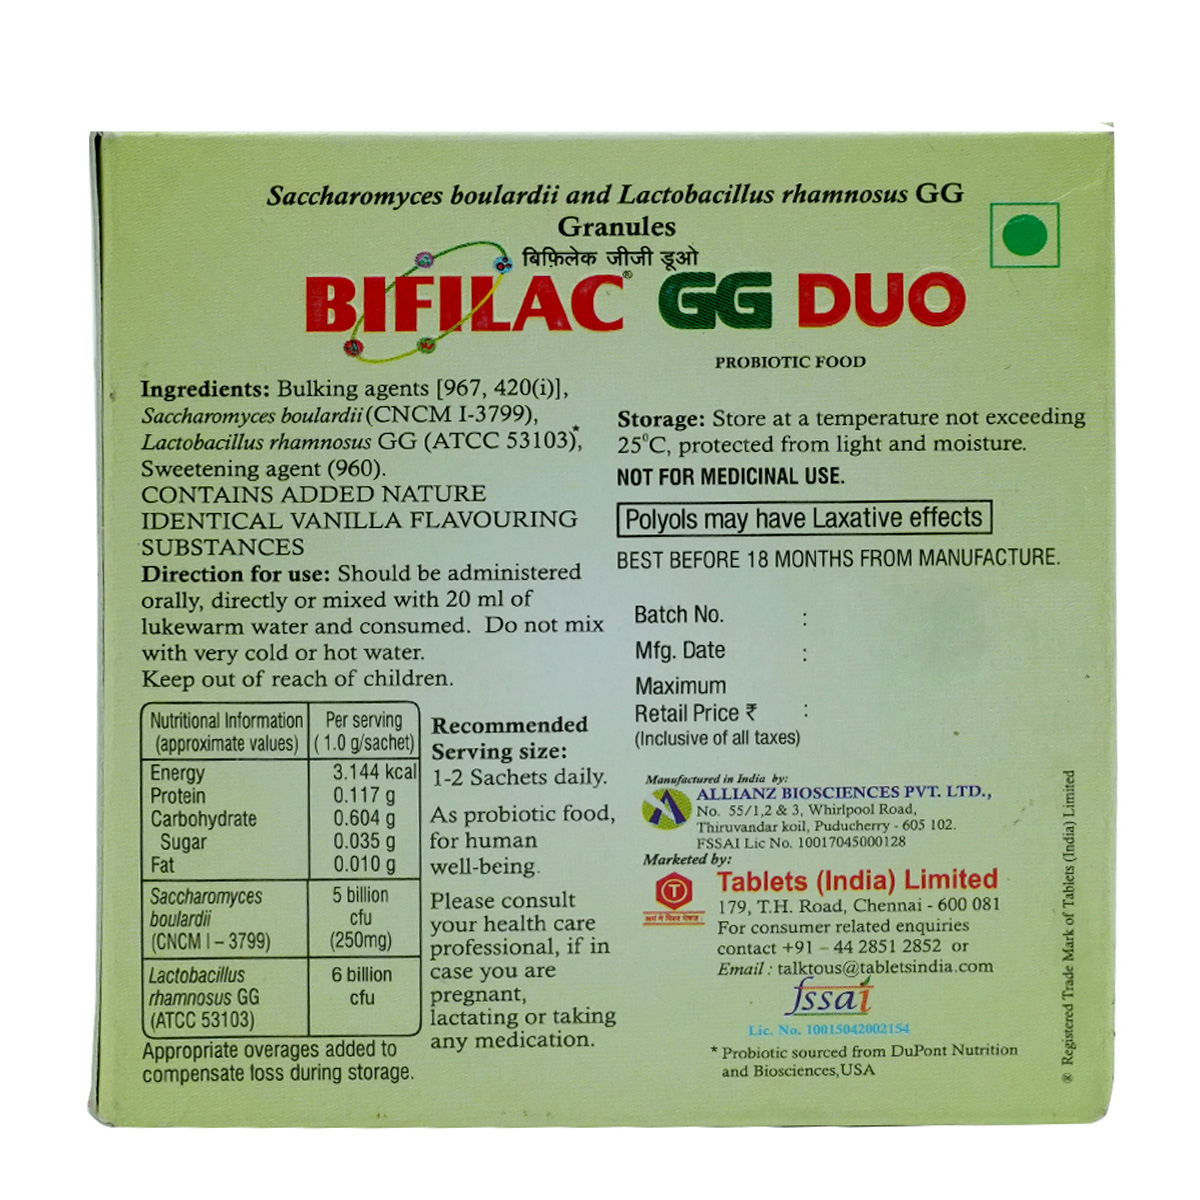 Saccharomyces boulardii and Lactobacillus rhamnosus GG
Granules
बिफ़िलेक जीजी डूओ
BIFILAC® GG DUO
PROBIOTIC FOOD
Ingredients: Bulking agents [967, 420(i)],
Saccharomyces boulardii (CNCM I-3799),
Lactobacillus rhamnosus GG (ATCC 53103)*,
Sweetening agent (960).
CONTAINS ADDED NATURE
IDENTICAL VANILLA FLAVOURING
SUBSTANCES
Direction for use: Should be administered
orally, directly or mixed with 20 ml of
lukewarm water and consumed. Do not mix
with very cold or hot water.
Keep out of reach of children.
Nutritional Information (approximate values) Per serving (1.0 g/sachet)
Energy 3.144 kcal
Protein 0.117 g
Carbohydrate 0.604 g
Sugar 0.035 g
Fat 0.010 g
Saccharomyces 5 billion
boulardii cfu
(CNCM I – 3799) (250mg)
Lactobacillus 6 billion
rhamnosus GG cfu
(ATCC 53103)
Appropriate overages added to
compensate loss during storage.
Recommended
Serving size:
1-2 Sachets daily.
As probiotic food,
for human
well-being.
Please consult
your health care
professional, if in
case you are
pregnant,
lactating or taking
any medication.
Storage: Store at a temperature not exceeding
25°C, protected from light and moisture.
NOT FOR MEDICINAL USE.
Polyols may have Laxative effects
BEST BEFORE 18 MONTHS FROM MANUFACTURE.
Batch No. :
Mfg. Date :
Maximum
Retail Price ₹ :
(Inclusive of all taxes)
Manufactured in India by:
ALLIANZ BIOSCIENCES PVT. LTD.,
No. 55/1,2 & 3, Whirlpool Road,
Thiruvandar koil, Puducherry - 605 102.
FSSAI Lic No. 10017045000128
Marketed by:
T
Tablets (India) Limited
179, T.H. Road, Chennai - 600 081
For consumer related enquiries
contact +91 – 44 2851 2852 or
Email : talktous@tabletsindia.com
fssai
Lic. No. 10015042002154
* Probiotic sourced from DuPont Nutrition
and Biosciences,USA
® Registered Trade Mark of Tablets (India) Limited